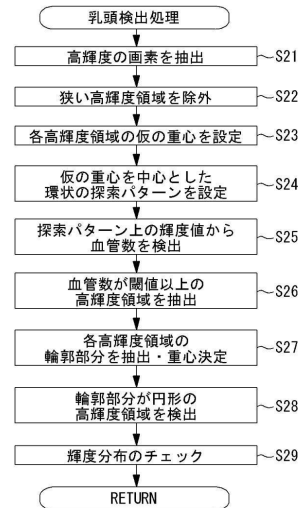 乳頭検出処理
高輝度の画素を抽出
S21
狭い高輝度領域を除外
S22
各高輝度領域の仮の重心を設定
S23
仮の重心を中心とした
環状の探索パターンを設定
S24
探索パターン上の輝度値から
血管数を検出
S25
血管数が閾値以上の
高輝度領域を抽出
S26
各高輝度領域の
輪郭部分を抽出・重心決定
S27
輪郭部分が円形の
高輝度領域を検出
S28
輝度分布のチェック
S29
RETURN